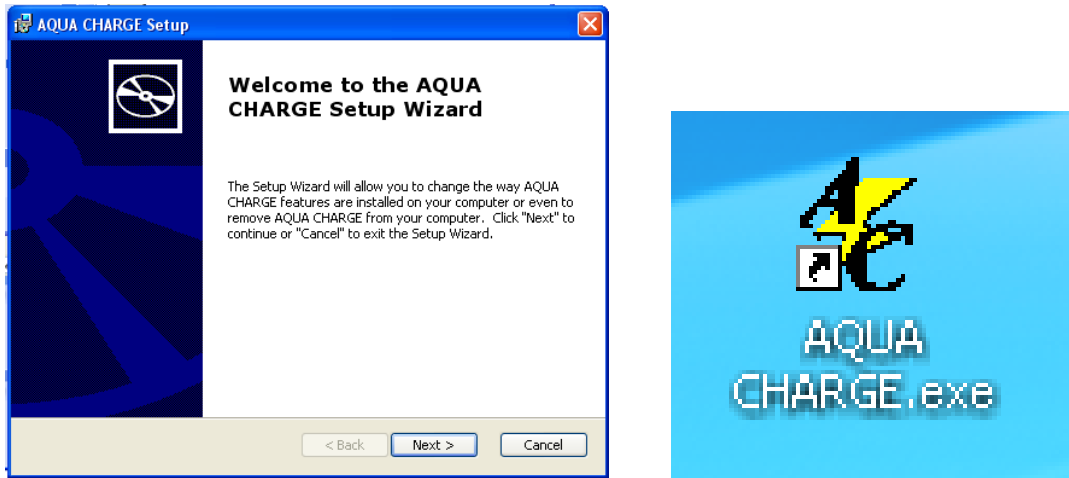 AQUA CHARGE Setup
Welcome to the AQUA
CHARGE Setup Wizard
The Setup Wizard will allow you to change the way AQUA
CHARGE features are installed on your computer or even to
remove AQUA CHARGE from your computer.  Click "Next" to
continue or "Cancel" to exit the Setup Wizard.
< Back
Next >
Cancel
AC
AQUA
CHARGE.exe